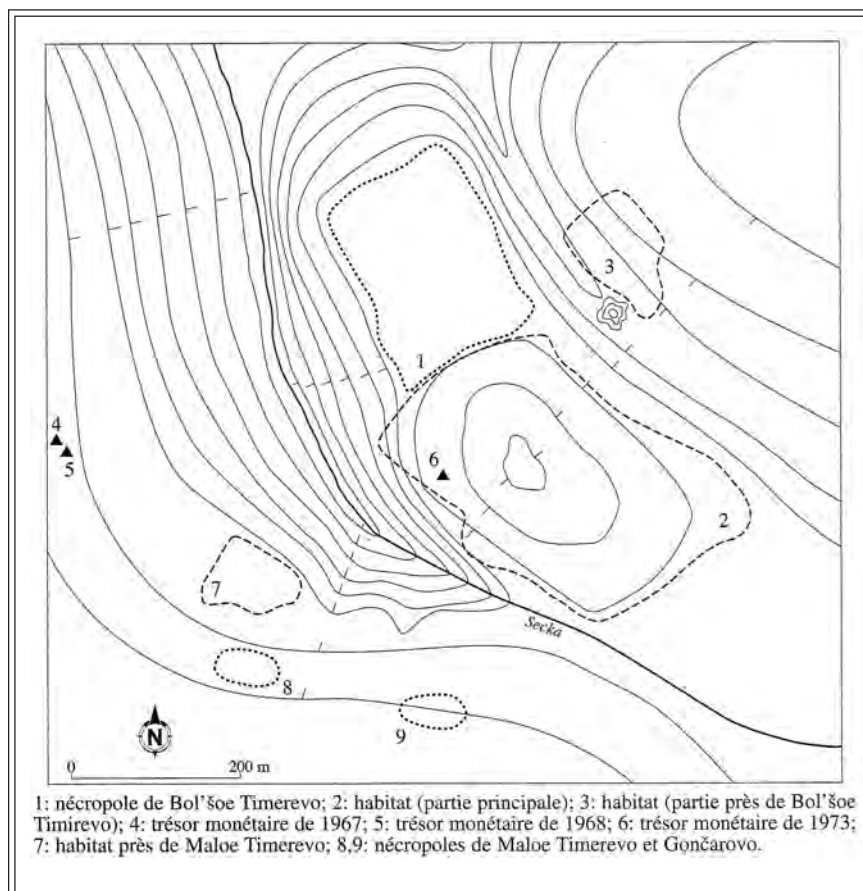 3
1
4
5
6
2
7
Sečka
8
9
N
0 200 m
1: nécropole de Bol'šoe Timerevo; 2: habitat (partie principale); 3: habitat (partie près de Bol'šoe
Timirevo); 4: trésor monétaire de 1967; 5: trésor monétaire de 1968; 6: trésor monétaire de 1973;
7: habitat près de Maloe Timerevo; 8,9: nécropoles de Maloe Timerevo et Gončarovo.